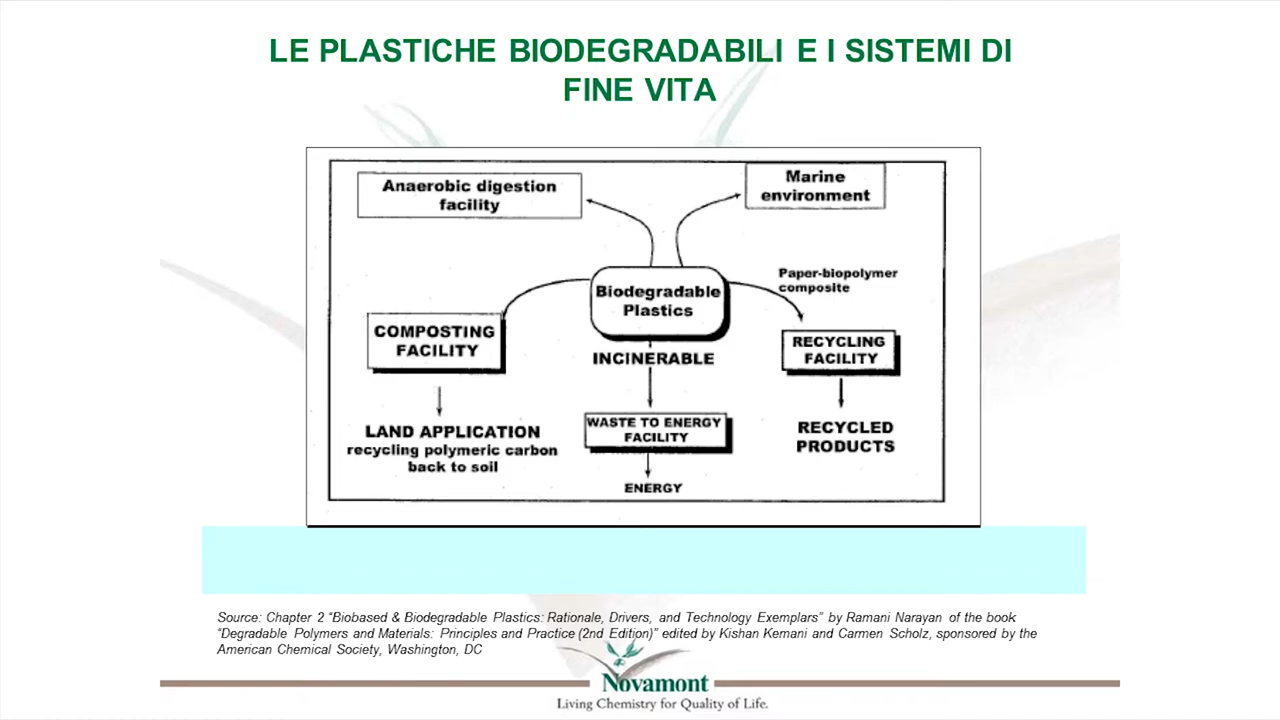 LE PLASTICHE BIODEGRADABILI E I SISTEMI DI
FINE VITA
Anaerobic digestion
facility
Marine
environment
Biodegradable
Plastics
Paper-biopolymer
composite
COMPOSTING
FACILITY
INCINERABLE
RECYCLING
FACILITY
LAND APPLICATION
recycling polymeric carbon
back to soil
WASTE TO ENERGY
FACILITY
RECYCLED
PRODUCTS
ENERGY
Source: Chapter 2 “Biobased & Biodegradable Plastics: Rationale, Drivers, and Technology Exemplars” by Ramani Narayan of the book
“Degradable Polymers and Materials: Principles and Practice (2nd Edition)” edited by Kishan Kemani and Carmen Scholz, sponsored by the
American Chemical Society, Washington, DC
Novamont
Living Chemistry for Quality of Life.